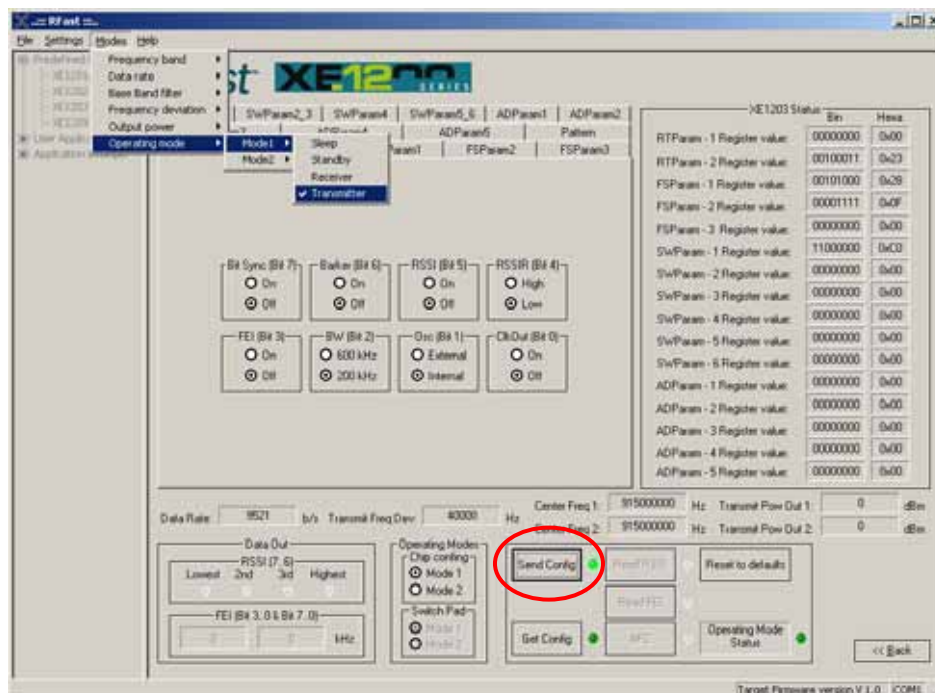 ..:: RFast ::..
File Settings Modes Help
Predefined
XE1201
XE1202
XE1203
XE1209
User Applic
Application
Frequency band
Data rate
Base Band filter
Frequency deviation
Output power
Operating mode
Mode1
Mode2
Sleep
Standby
Receiver
Transmitter
st XE1200 SERIES
SWParam2_3 SWParam4 SWParam5_6 ADParam1 ADParam2
ADParam4 ADParam5 Pattern
FSParam2 FSParam3
Bit Sync (Bit 7) Barker (Bit 6) RSSI (Bit 5) RSSIR (Bit 4)
On On On High
Off Off Off Low
FEI (Bit 3) BW (Bit 2) Osc (Bit 1) ClkOut (Bit 0)
On 600 kHz External On
Off 200 kHz Internal Off
XE1203 Status
Bin Hexa
RTParam - 1 Register value: 00000000 0x00
RTParam - 2 Register value: 00100011 0x23
FSParam - 1 Register value: 00101000 0x28
FSParam - 2 Register value: 00001111 0x0F
FSParam - 3 Register value: 00000000 0x00
SWParam - 1 Register value: 11000000 0xC0
SWParam - 2 Register value: 00000000 0x00
SWParam - 3 Register value: 00000000 0x00
SWParam - 4 Register value: 00000000 0x00
SWParam - 5 Register value: 00000000 0x00
SWParam - 6 Register value: 00000000 0x00
ADParam - 1 Register value: 00000000 0x00
ADParam - 2 Register value: 00000000 0x00
ADParam - 3 Register value: 00000000 0x00
ADParam - 4 Register value: 00000000 0x00
ADParam - 5 Register value: 00000000 0x00
Data Rate: 9521 b/s Transmit Freq Dev: 40000 Hz
Center Freq 1: 915000000 Hz Transmit Pow Out 1: 0 dBm
Center Freq 2: 915000000 Hz Transmit Pow Out 2: 0 dBm
Data Out
RSSI (7, 6)
Lowest 2nd 3rd Highest
FEI (Bit 3, 0 & Bit 7, 0)
kHz
Operating Modes
Chip config
Mode 1
Mode 2
Switch Pad
Mode 1
Mode 2
Send Config Read RSSI Reset to defaults
Read FEI
Get Config AFC Operating Mode Status
<< Back
Target Firmware version V 1.0 COM1